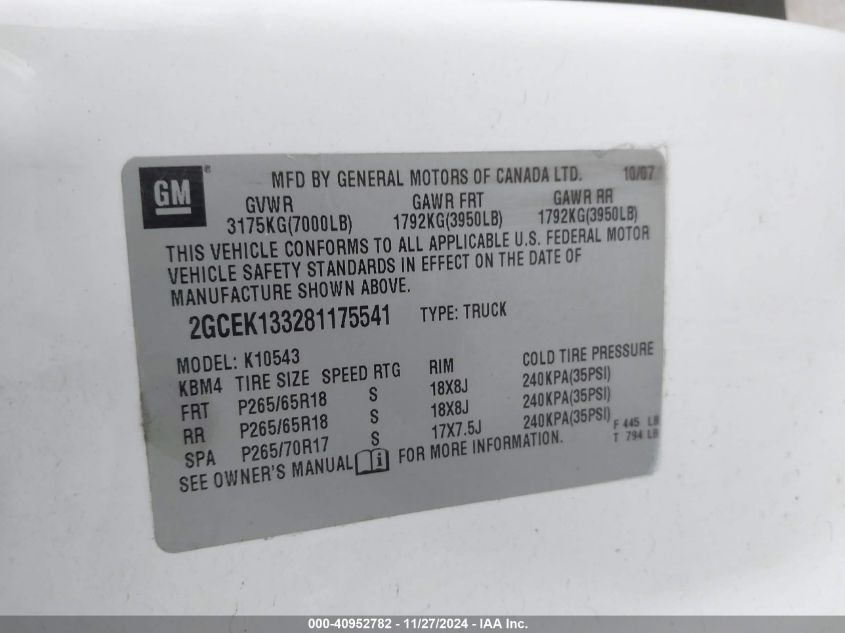 GM
MFD BY GENERAL MOTORS OF CANADA LTD. 10/07
GVWR GAWR FRT GAWR RR
3175KG(7000LB) 1792KG(3950LB) 1792KG(3950LB)
THIS VEHICLE CONFORMS TO ALL APPLICABLE U.S. FEDERAL MOTOR
VEHICLE SAFETY STANDARDS IN EFFECT ON THE DATE OF
MANUFACTURE SHOWN ABOVE.
2GCEK133281175541 TYPE: TRUCK
MODEL: K10543
KBM4 TIRE SIZE SPEED RTG RIM COLD TIRE PRESSURE
FRT P265/65R18 S 18X8J 240KPA(35PSI)
RR P265/65R18 S 18X8J 240KPA(35PSI)
SPA P265/70R17 S 17X7.5J 240KPA(35PSI)
F 445 LB
T 794 LB
SEE OWNER'S MANUAL i FOR MORE INFORMATION.
000-40952782 - 11/27/2024 - IAA Inc.